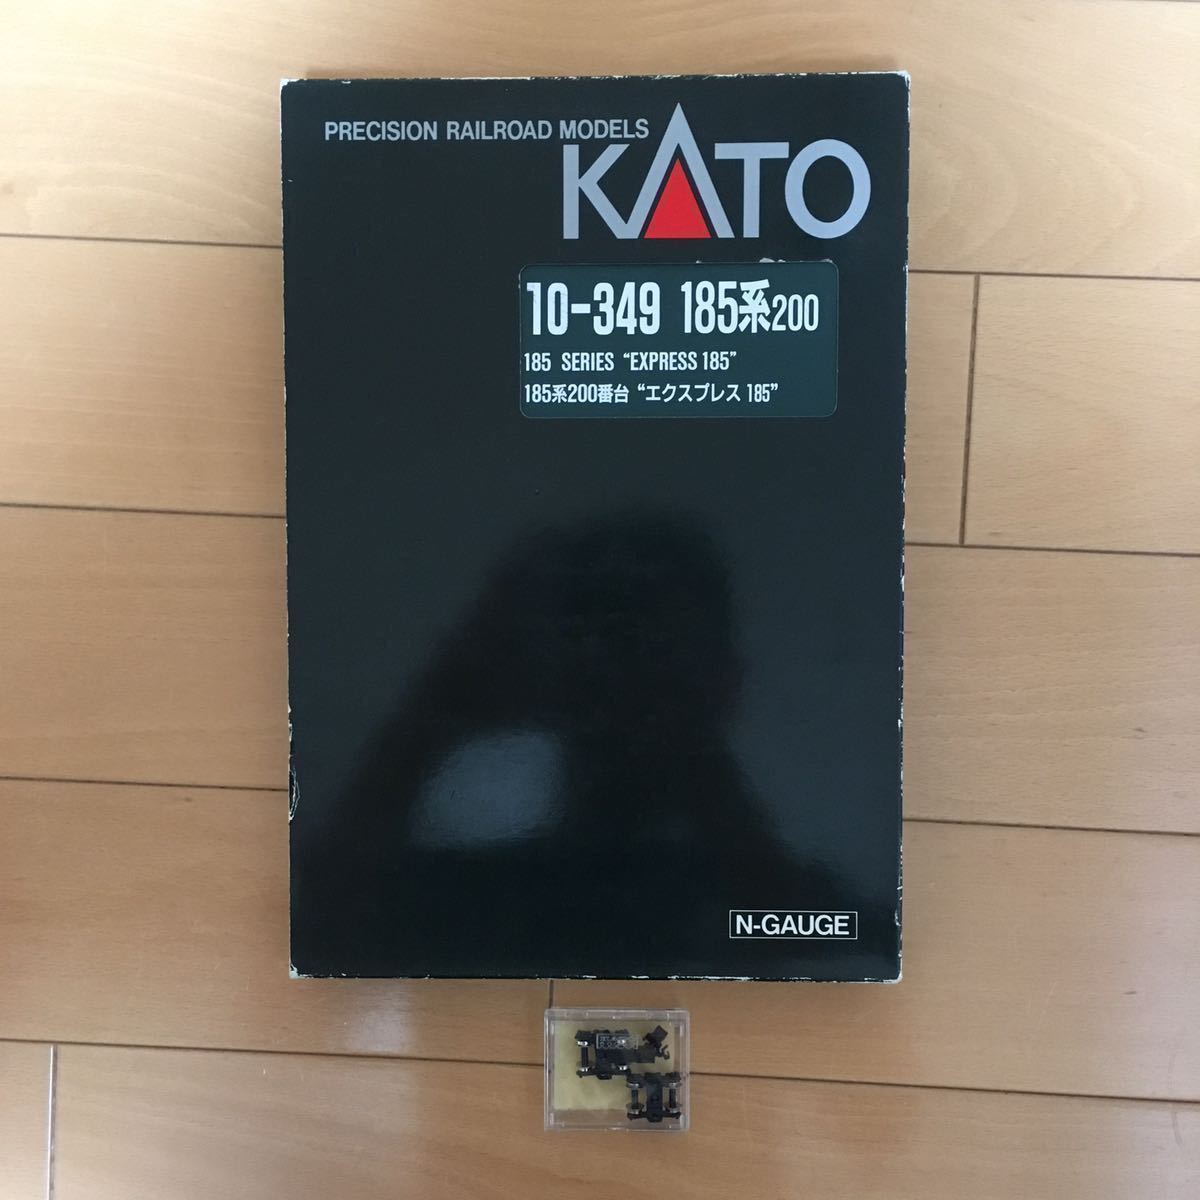 PRECISION RAILROAD MODELS
KATO
10-349 185系200
185 SERIES “EXPRESS 185”
185系200番台 “エクスプレス 185”
N-GAUGE